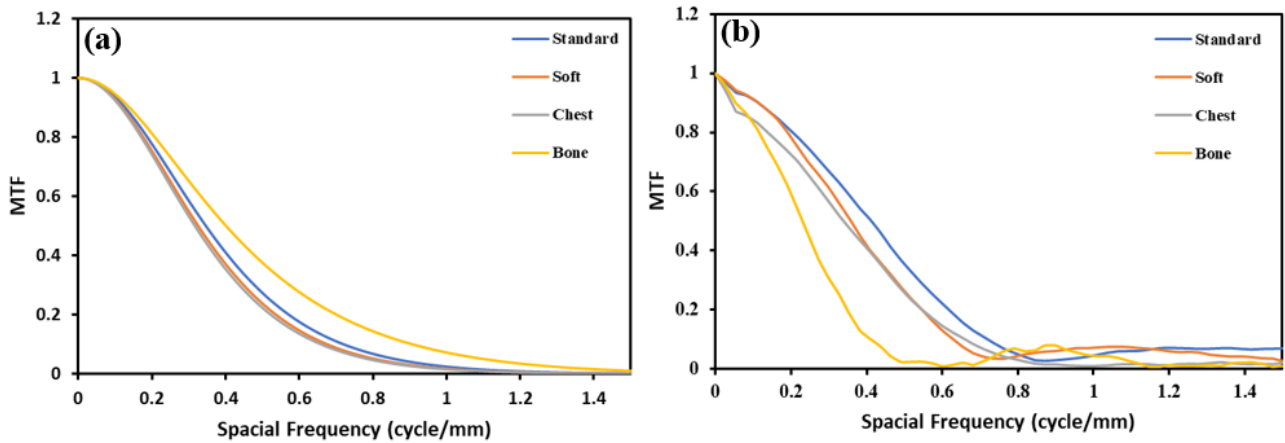 (a)
1.2
1
0.8
0.6
0.4
0.2
0
MTF
Standard
Soft
Chest
Bone
0 0.2 0.4 0.6 0.8 1 1.2 1.4
Spacial Frequency (cycle/mm)
(b)
1.2
1
0.8
0.6
0.4
0.2
0
MTF
Standard
Soft
Chest
Bone
0 0.2 0.4 0.6 0.8 1 1.2 1.4
Spacial Frequency (cycle/mm)